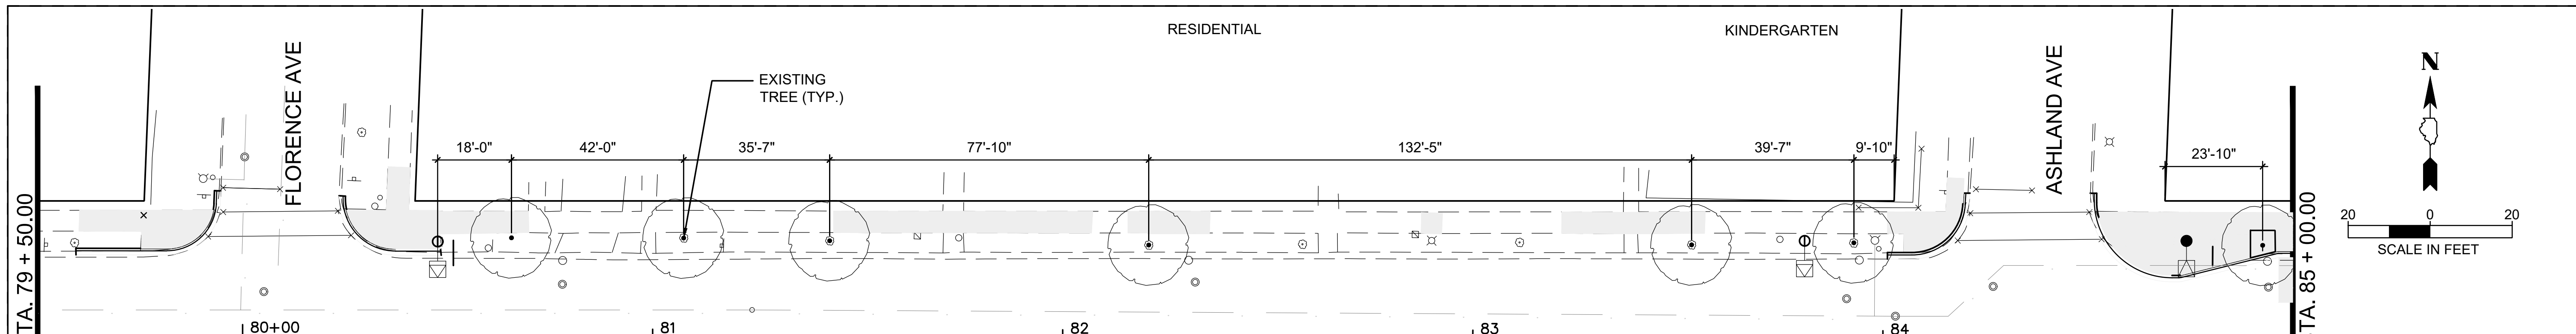 RESIDENTIAL
KINDERGARTEN
FLORENCE AVE
EXISTING
TREE (TYP.)
ASHLAND AVE
N
18'-0"
42'-0"
35'-7"
77'-10"
132'-5"
39'-7"
9'-10"
23'-10"
TA. 79 + 50.00
TA. 85 + 00.00
20
0
20
SCALE IN FEET
80+00
81
82
83
84